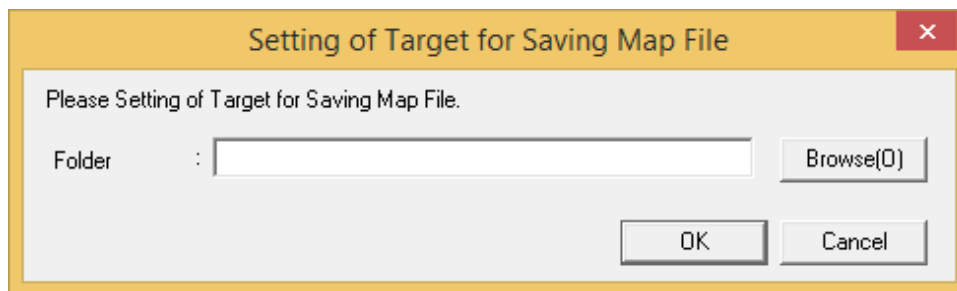 Setting of Target for Saving Map File
Please Setting of Target for Saving Map File.
Folder : Browse(O)
OK Cancel